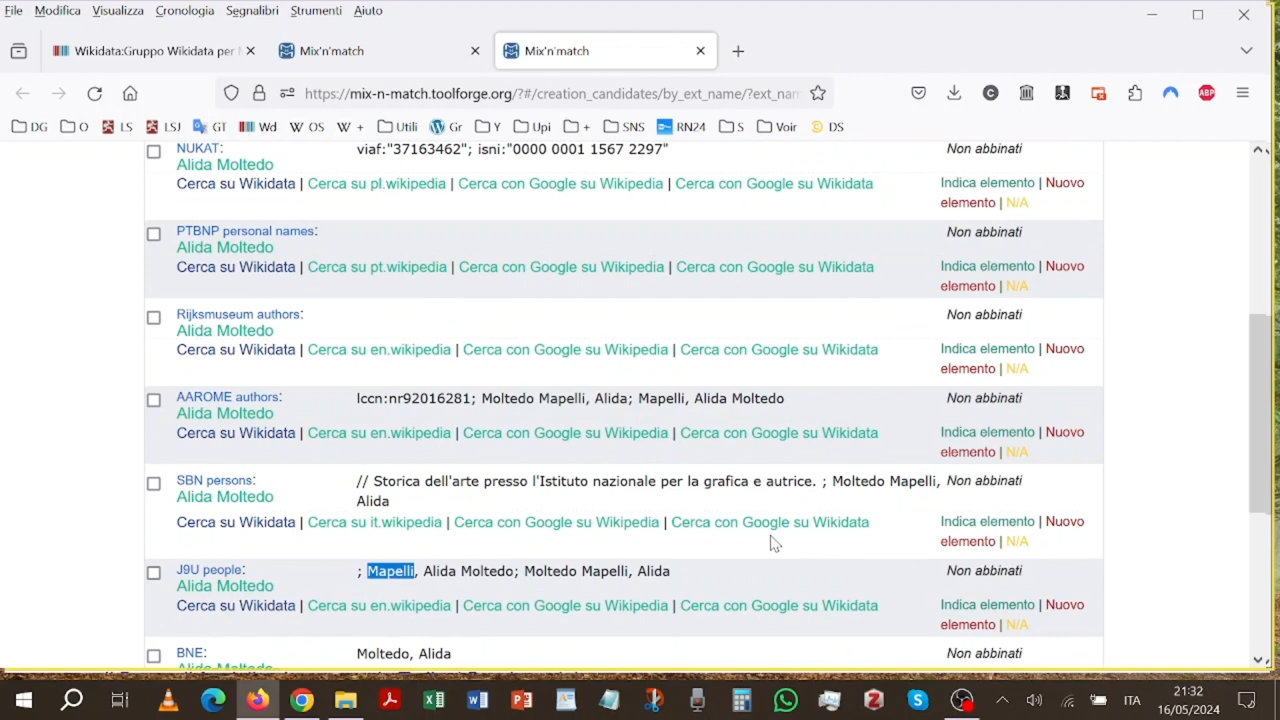 File Modifica Visualizza Cronologia Segnalibri Strumenti Aiuto
Wikidata:Gruppo Wikidata per
Mix'n'match
Mix'n'match
https://mix-n-match.toolforge.org/?#/creation_candidates/by_ext_name/?ext_nam
DG O LS LSJ GT Wd OS + Utili Gr Y Upi + SNS RN24 S Voir DS
NUKAT: viaf:"37163462"; isni:"0000 0001 1567 2297" Non abbinati
Alida Moltedo
Cerca su Wikidata | Cerca su pl.wikipedia | Cerca con Google su Wikipedia | Cerca con Google su Wikidata Indica elemento | Nuovo
elemento | N/A
PTBNP personal names: Non abbinati
Alida Moltedo
Cerca su Wikidata | Cerca su pt.wikipedia | Cerca con Google su Wikipedia | Cerca con Google su Wikidata Indica elemento | Nuovo
elemento | N/A
Rijksmuseum authors: Non abbinati
Alida Moltedo
Cerca su Wikidata | Cerca su en.wikipedia | Cerca con Google su Wikipedia | Cerca con Google su Wikidata Indica elemento | Nuovo
elemento | N/A
AAROME authors: lccn:nr92016281; Moltedo Mapelli, Alida; Mapelli, Alida Moltedo Non abbinati
Alida Moltedo
Cerca su Wikidata | Cerca su en.wikipedia | Cerca con Google su Wikipedia | Cerca con Google su Wikidata Indica elemento | Nuovo
elemento | N/A
SBN persons: // Storica dell'arte presso l'Istituto nazionale per la grafica e autrice. ; Moltedo Mapelli, Non abbinati
Alida Moltedo Alida
Cerca su Wikidata | Cerca su it.wikipedia | Cerca con Google su Wikipedia | Cerca con Google su Wikidata Indica elemento | Nuovo
elemento | N/A
J9U people: ; Mapelli, Alida Moltedo; Moltedo Mapelli, Alida Non abbinati
Alida Moltedo
Cerca su Wikidata | Cerca su en.wikipedia | Cerca con Google su Wikipedia | Cerca con Google su Wikidata Indica elemento | Nuovo
elemento | N/A
BNE: Moltedo, Alida Non abbinati
Alida Moltedo
ITA
21:32
16/05/2024